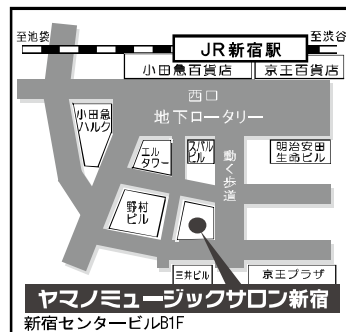 至池袋
至渋谷
JR新宿駅
小田急百貨店
京王百貨店
西口
地下ロータリー
小田急
ハルク
エル
タワー
スバル
ビル
動く歩道
明治安田
生命ビル
野村
ビル
三井ビル
京王プラザ
ヤマノミュージックサロン新宿
新宿センタービルB1F